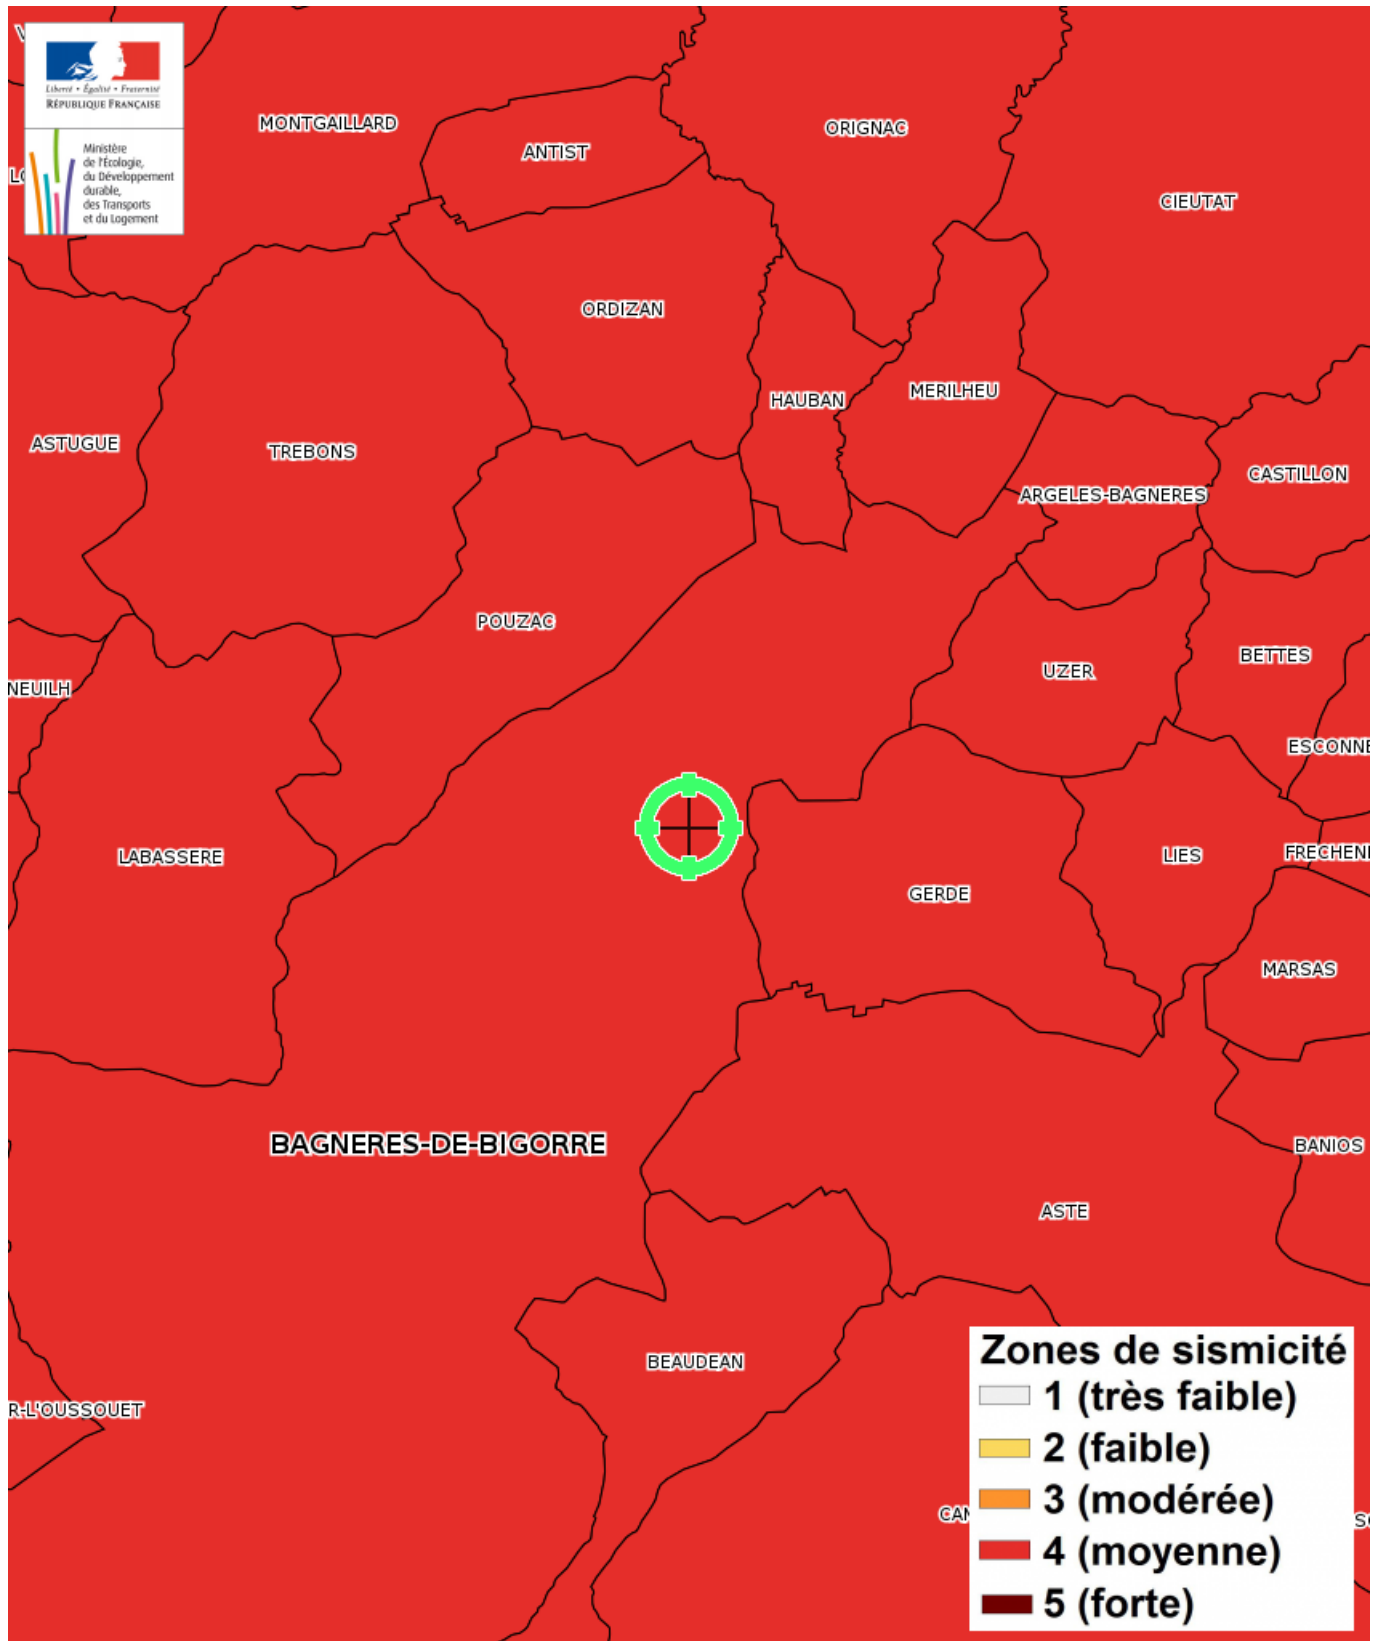 Liberté • Égalité • Fraternité
RÉPUBLIQUE FRANÇAISE
Ministère
de l'Écologie,
du Développement
durable,
des Transports
et du Logement
MONTGAILLARD
ANTIST
ORIGNAC
CIEUTAT
ORDIZAN
HAUBAN
MERILHEU
ASTUGUE
TREBONS
CASTILLON
ARGELES-BAGNERES
POUZAC
UZER
BETTES
NEUILH
ESCONNE
LABASSERE
LIES
FRECHEN
GERDE
MARSAS
BAGNERES-DE-BIGORRE
BANIOS
ASTE
BEAUDEAN
R-L'OUSSOUET
CAM
Zones de sismicité
1 (très faible)
2 (faible)
3 (modérée)
4 (moyenne)
5 (forte)